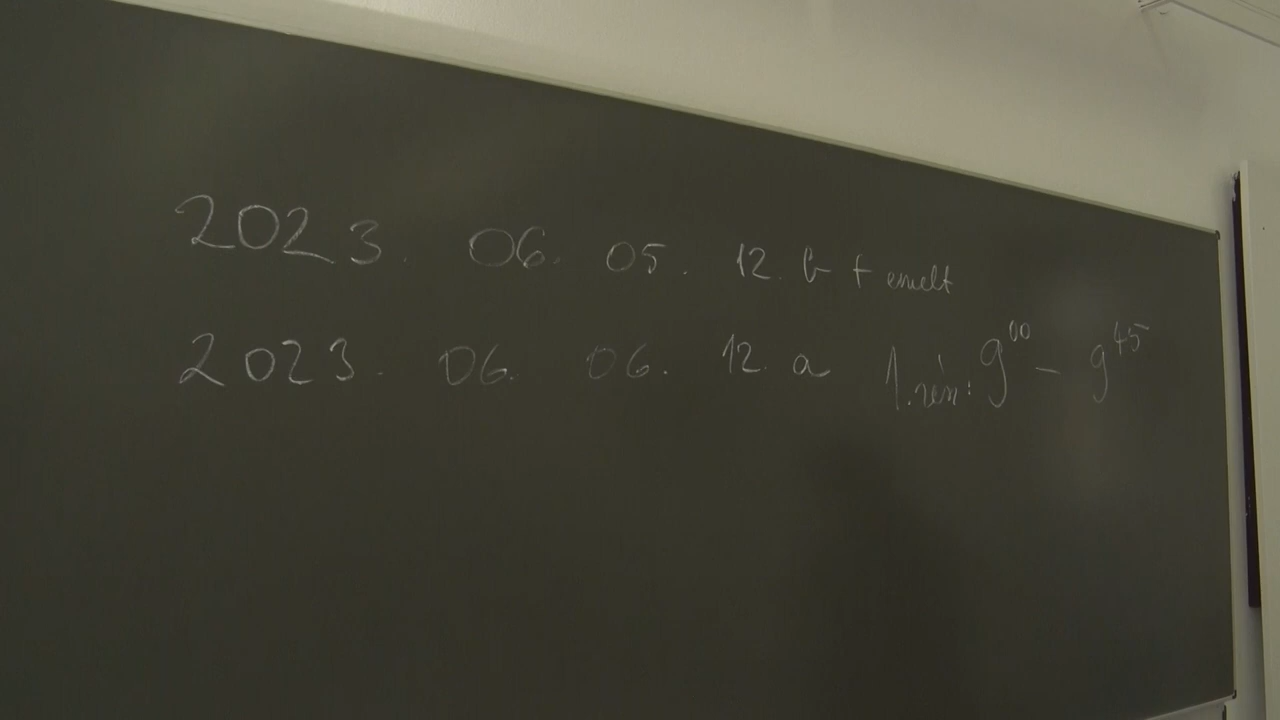 2023. 06. 05. 12. b + emelt
2023. 06. 06. 12. a 1. rész: 9⁰⁰ - 9⁴⁵